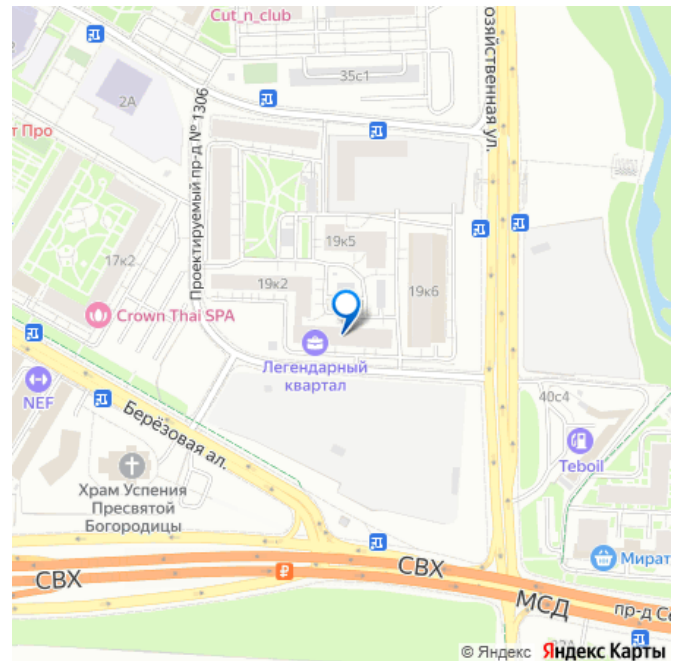 Cut_n_club
35с1
2А
т Про
Проектируемый пр-д № 1306
озяйственная ул.
17к2
19к5
19к2
19к6
Crown Thai SPA
Легендарный
квартал
NEF
Берёзовая ал.
40с4
Teboil
Храм Успения
Пресвятой
Богородицы
Мират
СВХ
СВХ
МСД
пр-д Се
© Яндекс Яндекс Карты